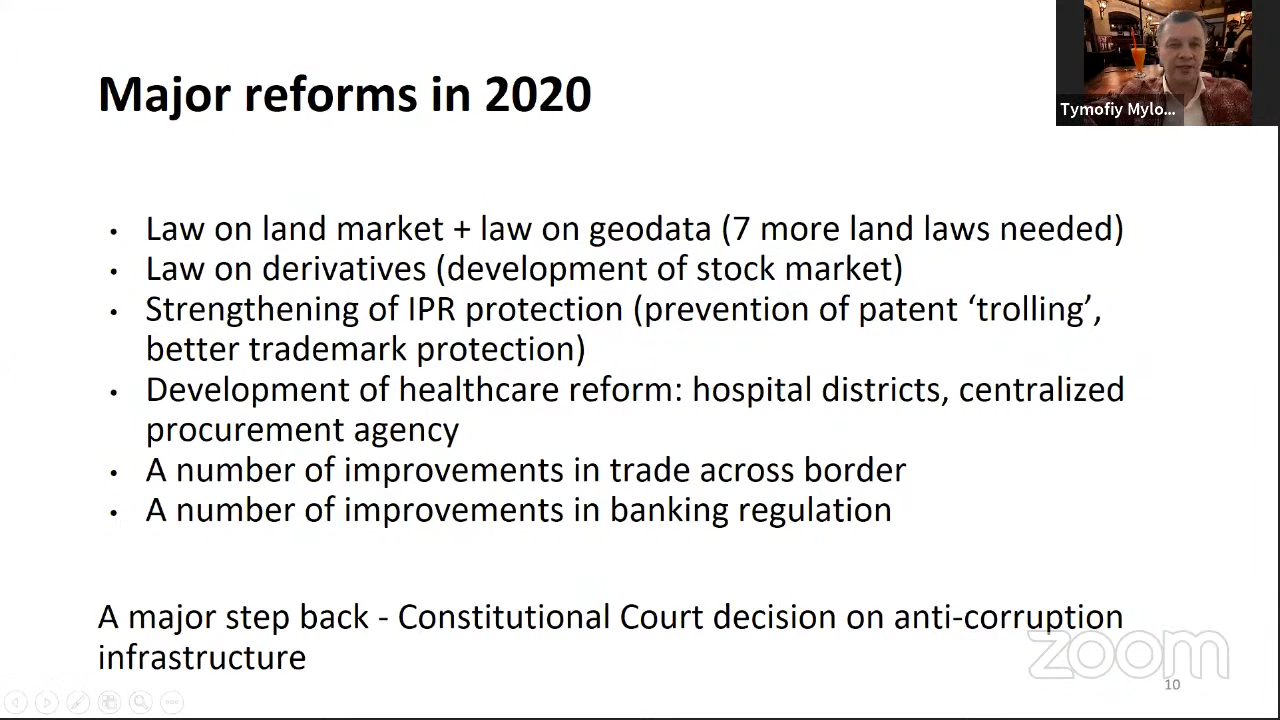 Major reforms in 2020
Tymofiy Mylo...
• Law on land market + law on geodata (7 more land laws needed)
• Law on derivatives (development of stock market)
• Strengthening of IPR protection (prevention of patent ‘trolling’,
better trademark protection)
• Development of healthcare reform: hospital districts, centralized
procurement agency
• A number of improvements in trade across border
• A number of improvements in banking regulation
A major step back - Constitutional Court decision on anti-corruption
infrastructure
zoom
10